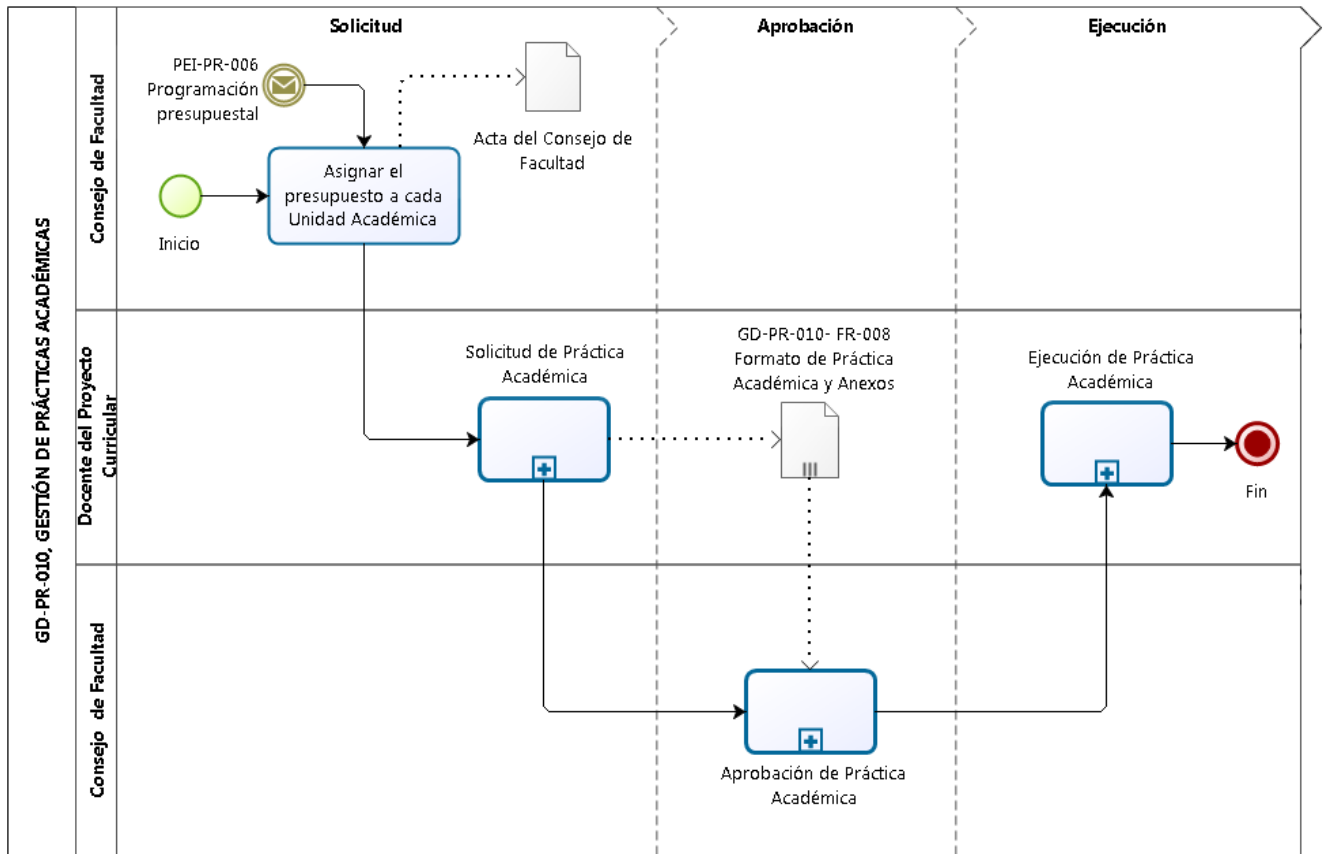 GD-PR-010, GESTIÓN DE PRÁCTICAS ACADÉMICAS
Solicitud
Aprobación
Ejecución
Consejo de Facultad
PEI-PR-006
Programación
presupuestal
Acta del Consejo de
Facultad
Asignar el
presupuesto a cada
Unidad Académica
Inicio
Docente del Proyecto
Curricular
Solicitud de Práctica
Académica
GD-PR-010- FR-008
Formato de Práctica
Académica y Anexos
Ejecución de Práctica
Académica
Fin
Consejo de Facultad
Aprobación de Práctica
Académica